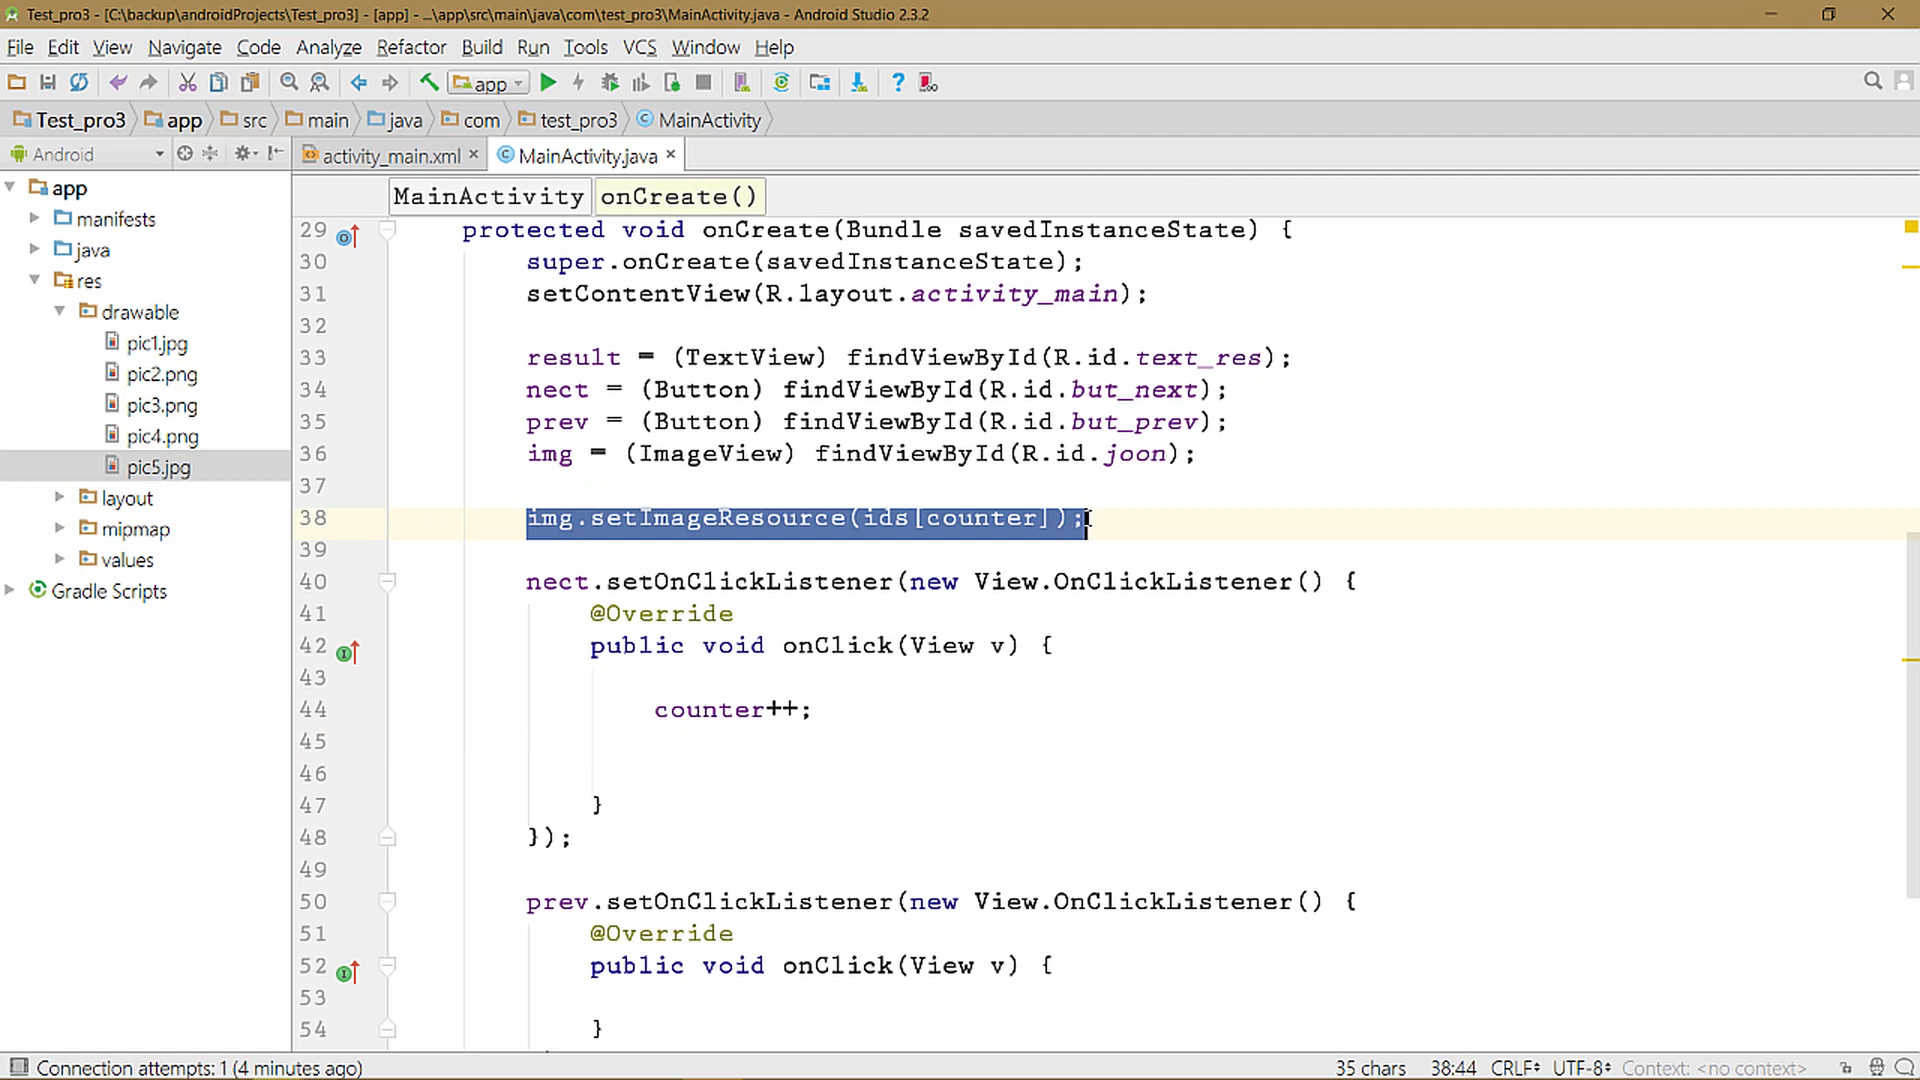 Test_pro3 - [C:\backup\androidProjects\Test_pro3] - [app] - ...\app\src\main\java\com\test_pro3\MainActivity.java - Android Studio 2.3.2
File Edit View Navigate Code Analyze Refactor Build Run Tools VCS Window Help
app
Test_pro3 app src main java com test_pro3 MainActivity
Android
activity_main.xml MainActivity.java
MainActivity onCreate()
app
manifests
java
res
drawable
pic1.jpg
pic2.png
pic3.png
pic4.png
pic5.jpg
layout
mipmap
values
Gradle Scripts
29 protected void onCreate(Bundle savedInstanceState) {
30 super.onCreate(savedInstanceState);
31 setContentView(R.layout.activity_main);
32
33 result = (TextView) findViewById(R.id.text_res);
34 nect = (Button) findViewById(R.id.but_next);
35 prev = (Button) findViewById(R.id.but_prev);
36 img = (ImageView) findViewById(R.id.joon);
37
38 img.setImageResource(ids[counter]);
39
40 nect.setOnClickListener(new View.OnClickListener() {
41 @Override
42 public void onClick(View v) {
43
44 counter++;
45
46
47 }
48 });
49
50 prev.setOnClickListener(new View.OnClickListener() {
51 @Override
52 public void onClick(View v) {
53
54 }
Connection attempts: 1 (4 minutes ago) 35 chars 38:44 CRLF UTF-8 Context: <no context>